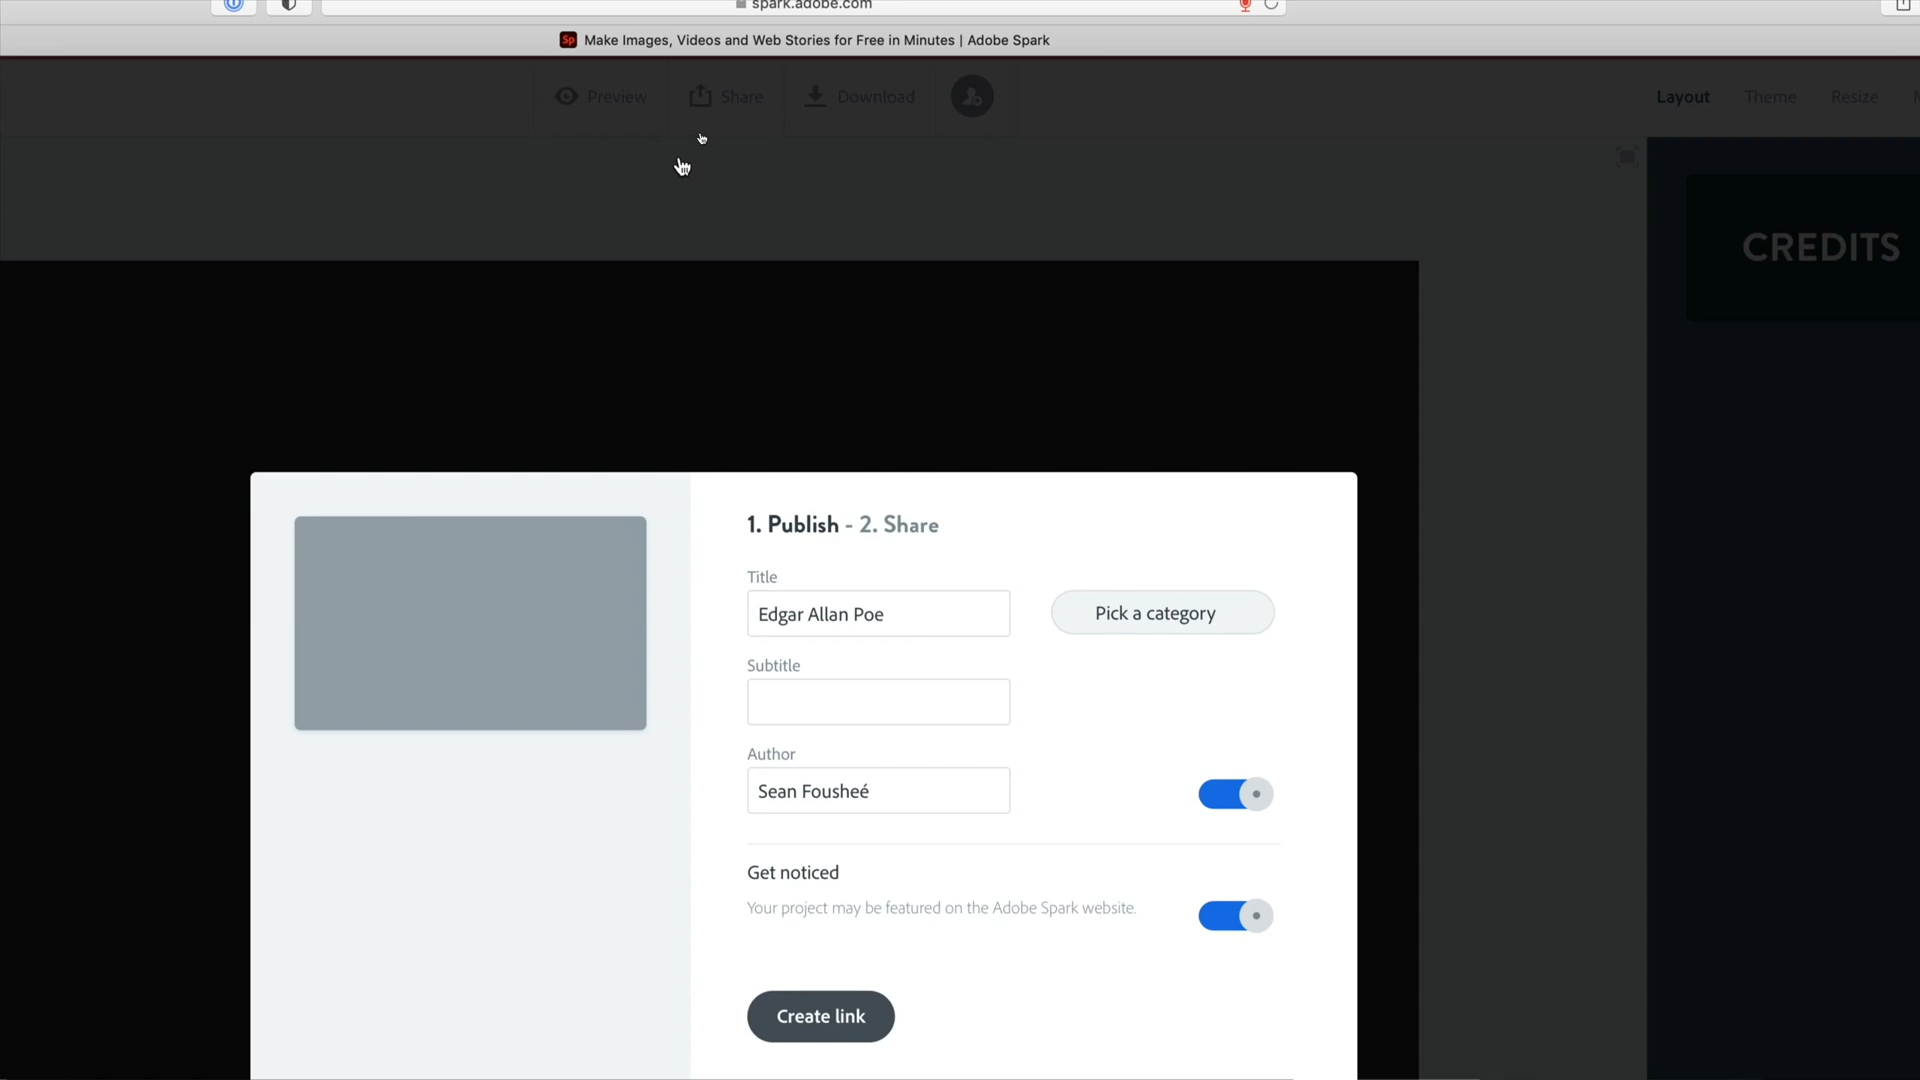 spark.adobe.com
Sp Make Images, Videos and Web Stories for Free in Minutes | Adobe Spark
Preview Share Download Layout Theme Resize
CREDITS
1. Publish - 2. Share
Title
Edgar Allan Poe Pick a category
Subtitle
Author
Sean Fousheé
Get noticed
Your project may be featured on the Adobe Spark website.
Create link